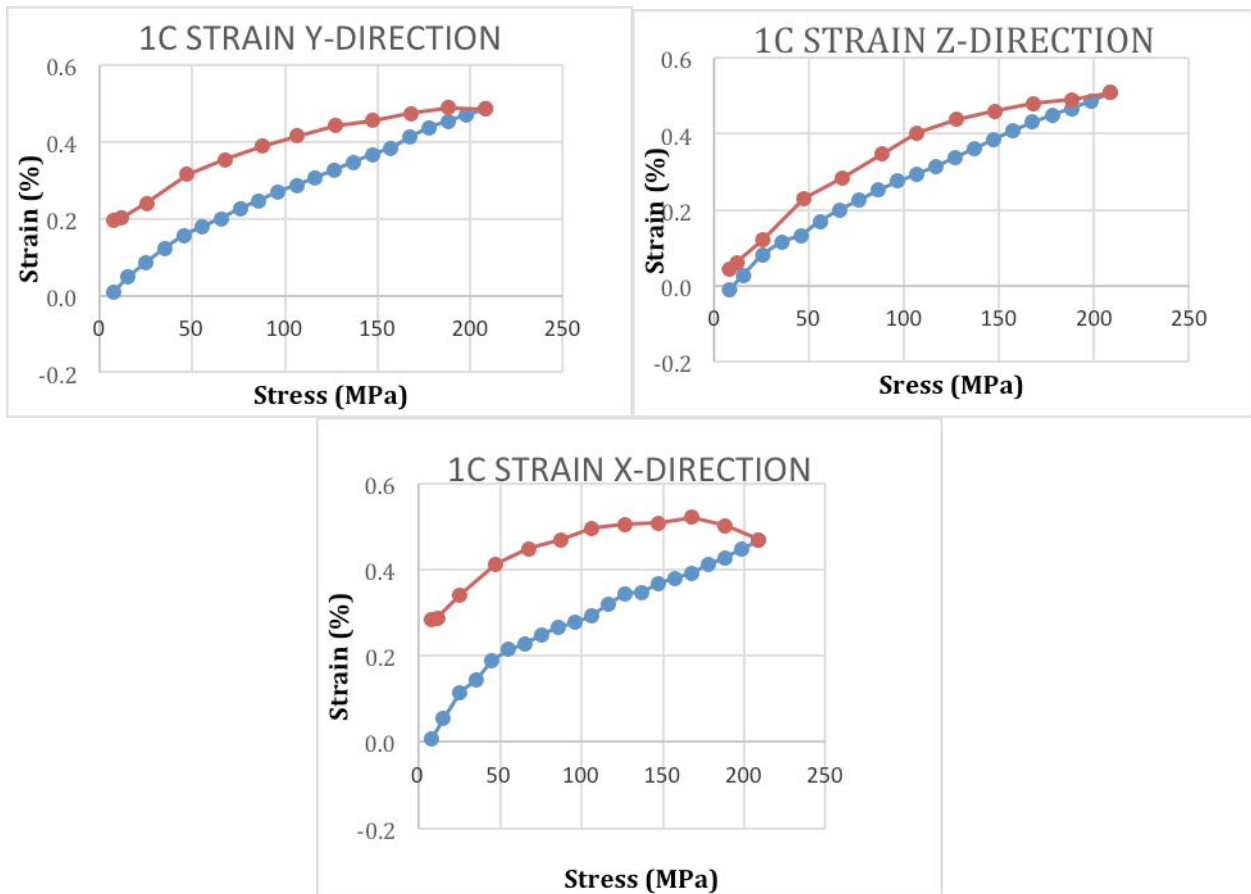 1C STRAIN Y-DIRECTION
0.6
0.4
0.2
0.0
-0.2
Strain (%)
0 50 100 150 200 250
Stress (MPa)
1C STRAIN Z-DIRECTION
0.6
0.4
0.2
0.0
-0.2
Strain (%)
0 50 100 150 200 250
Sress (MPa)
1C STRAIN X-DIRECTION
0.6
0.4
0.2
0.0
-0.2
Strain (%)
0 50 100 150 200 250
Stress (MPa)